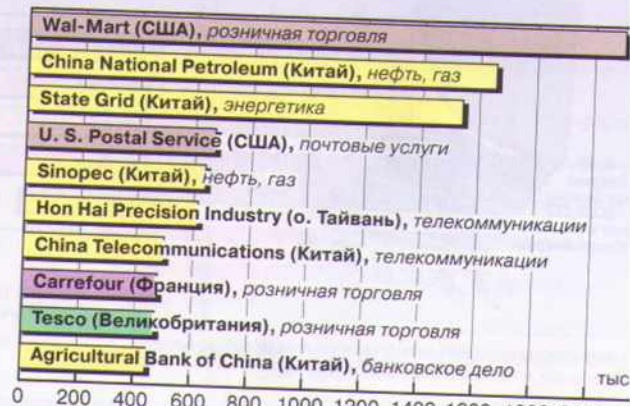 Wal-Mart (США), розничная торговля
China National Petroleum (Китай), нефть, газ
State Grid (Китай), энергетика
U. S. Postal Service (США), почтовые услуги
Sinopec (Китай), нефть, газ
Hon Hai Precision Industry (о. Тайвань), телекоммуникации
China Telecommunications (Китай), телекоммуникации
Carrefour (Франция), розничная торговля
Tesco (Великобритания), розничная торговля
Agricultural Bank of China (Китай), банковское дело
тыс
0 200 400 600 800 1000 1200 1400